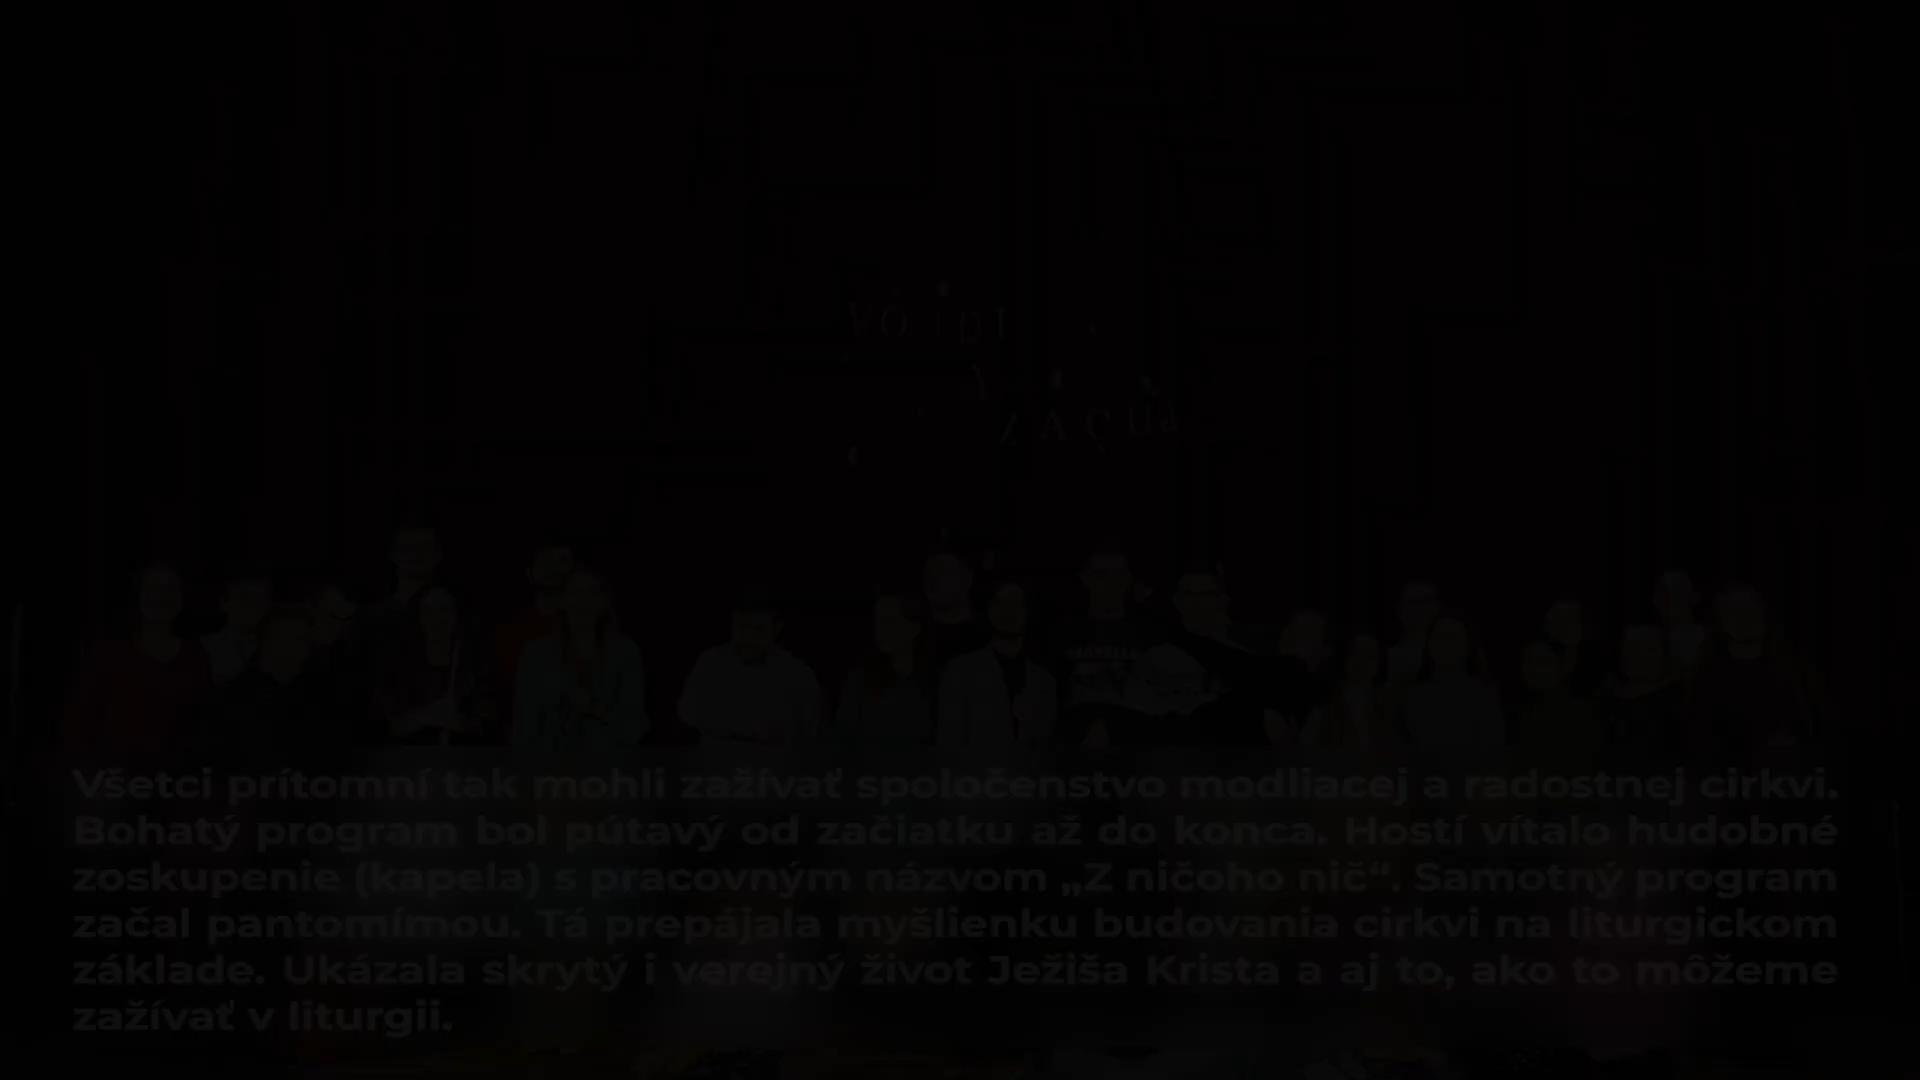 Všetci prítomní tak mohli zažívať spoločenstvo modliacej a radostnej cirkvi.
Bohatý program bol pútavý od začiatku až do konca. Hostí vítalo hudobné
zoskupenie (kapela) s pracovným názvom „Z ničoho nič“. Samotný program
začal pantomímou. Tá prepájala myšlienku budovania cirkvi na liturgickom
základe. Ukázala skrytý i verejný život Ježiša Krista a aj to, ako to môžeme
zažívať v liturgii.